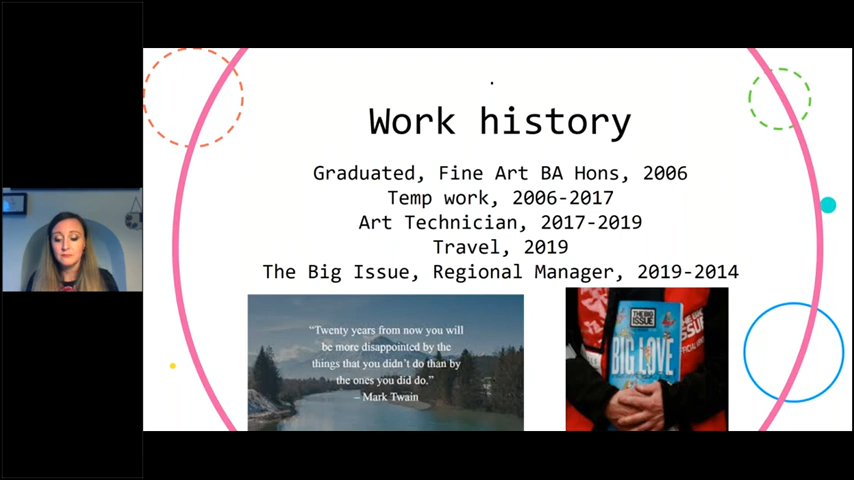 Work history
Graduated, Fine Art BA Hons, 2006
Temp work, 2006-2017
Art Technician, 2017-2019
Travel, 2019
The Big Issue, Regional Manager, 2019-2014
“Twenty years from now you will
be more disappointed by the
things that you didn’t do than by
the ones you did do.”
– Mark Twain
THE BIG
ISSUE
BIG LOVE